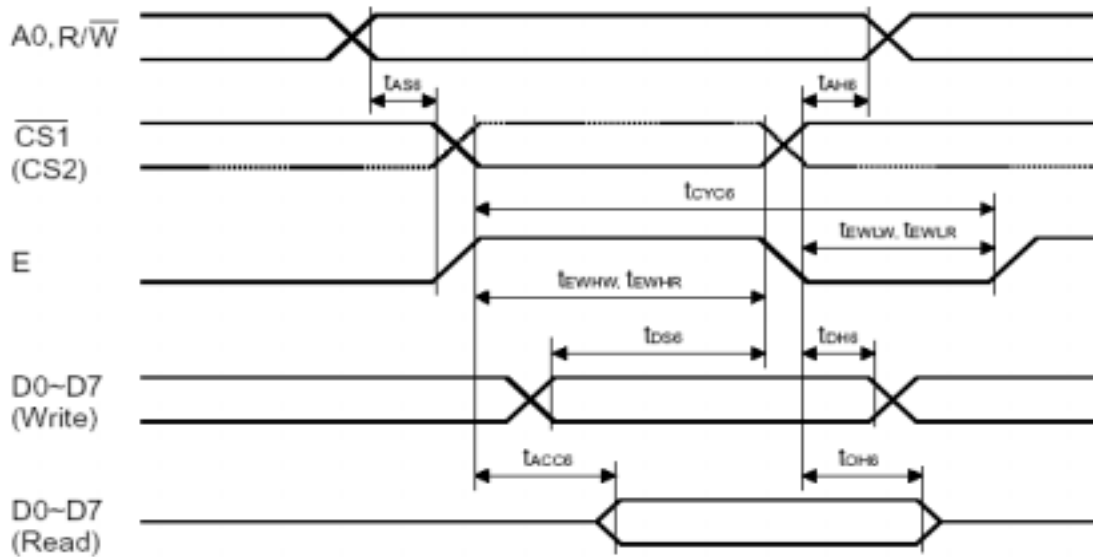 A0, R/W̅
tAS6
tAH6
C̅S̅1̅
(CS2)
tCYC6
tEWLW, tEWLR
E
tEWHW, tEWHR
tDS6
tDH6
D0~D7
(Write)
tACC6
tOH6
D0~D7
(Read)